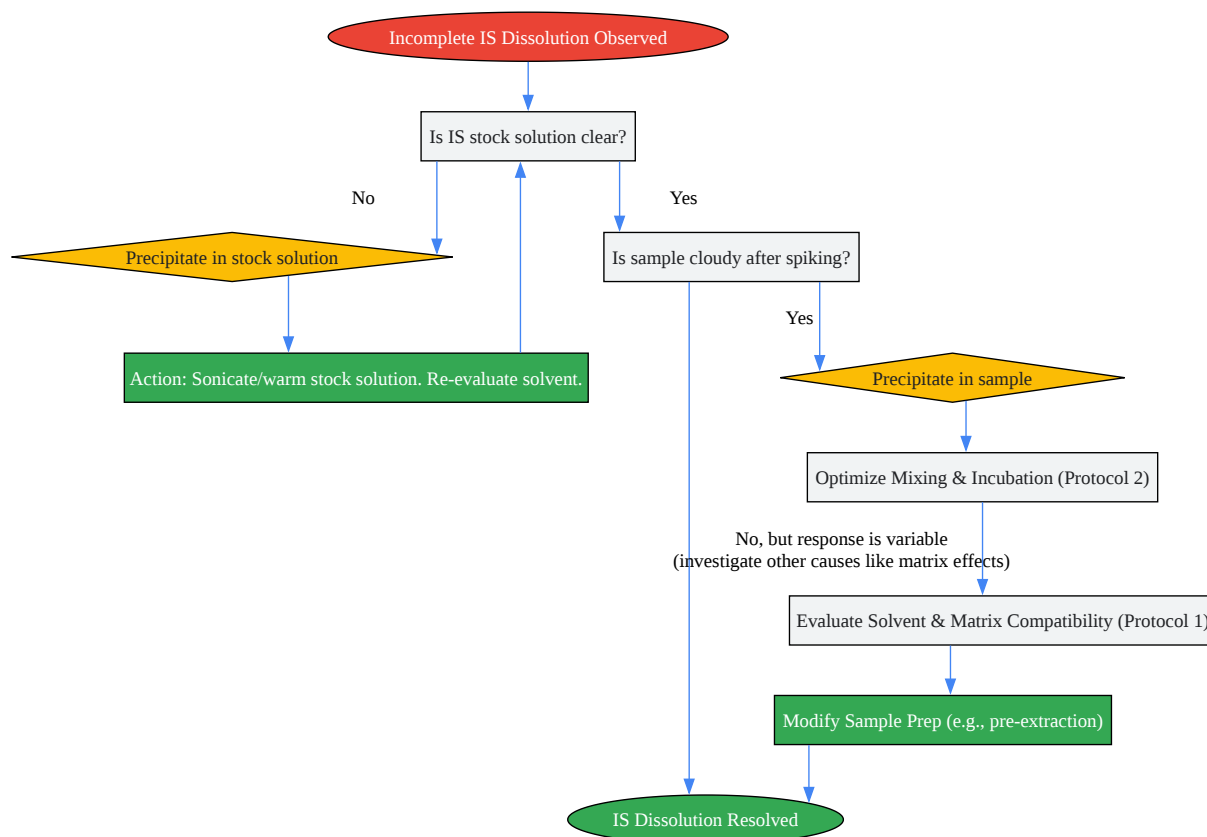 Incomplete IS Dissolution Observed
Is IS stock solution clear?
No
Yes
Precipitate in stock solution
Is sample cloudy after spiking?
Yes
Action: Sonicate/warm stock solution. Re-evaluate solvent.
Precipitate in sample
Optimize Mixing & Incubation (Protocol 2)
No, but response is variable
(investigate other causes like matrix effects)
Evaluate Solvent & Matrix Compatibility (Protocol 1)
Modify Sample Prep (e.g., pre-extraction)
IS Dissolution Resolved